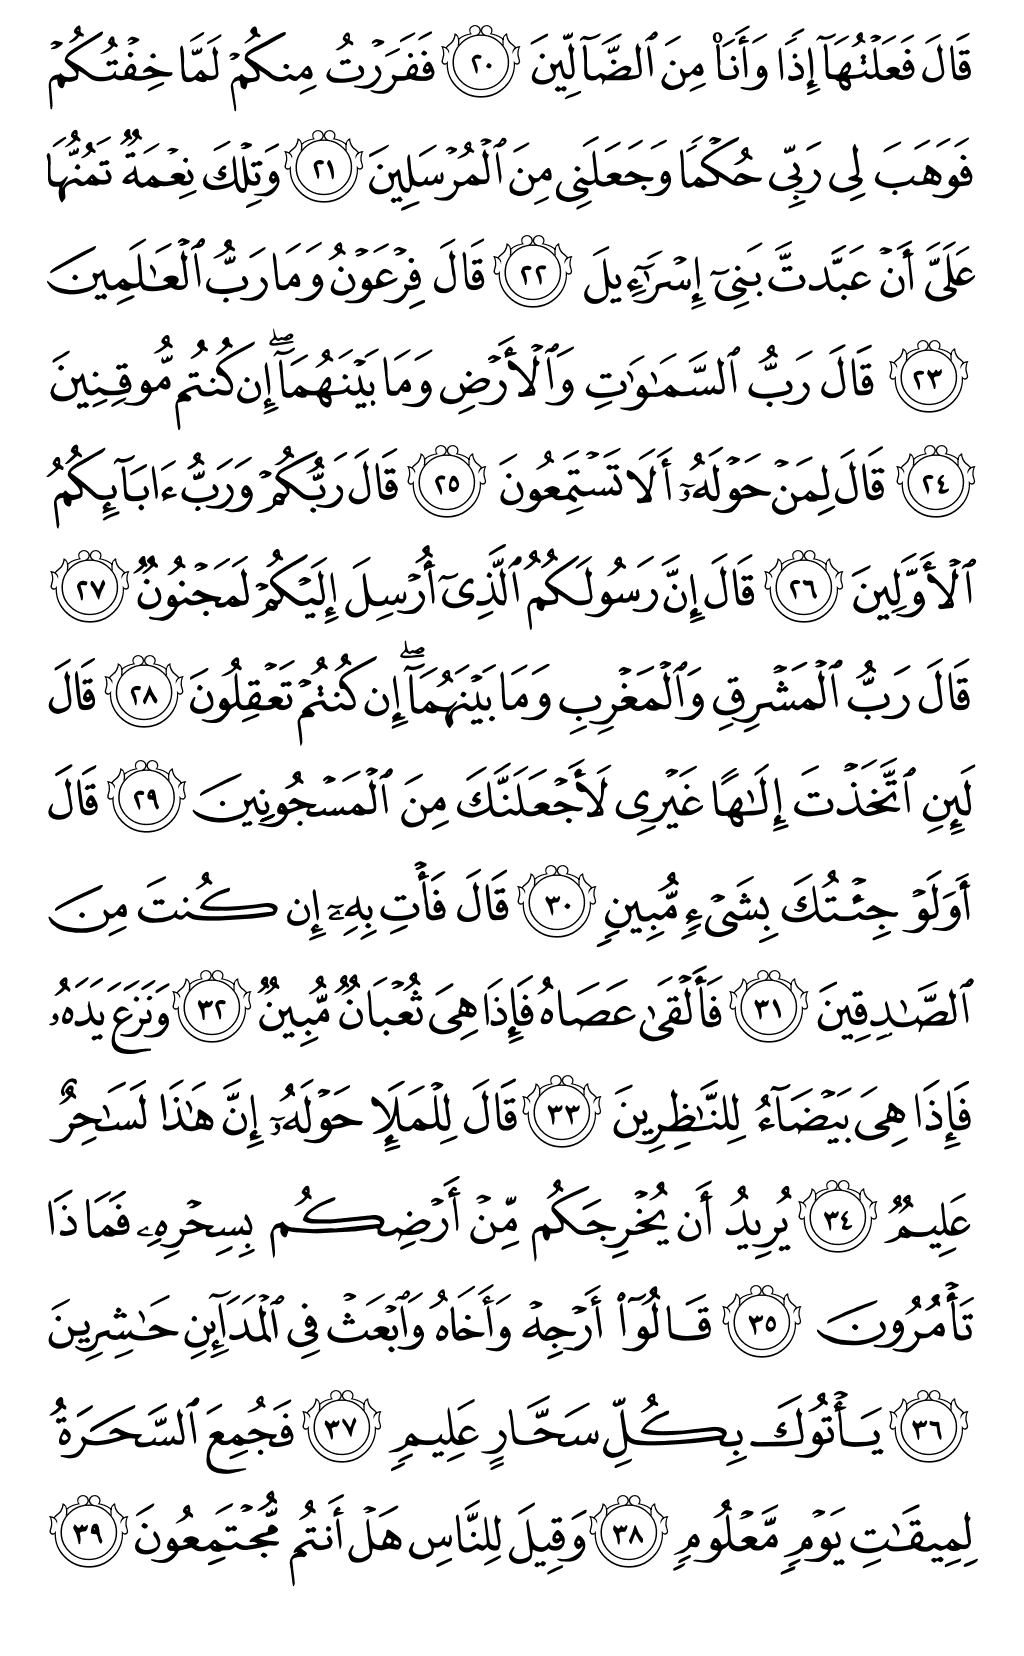 قَالَ فَعَلْتُهَآ إِذًا وَأَنَا۠ مِنَ ٱلضَّآلِّينَ ٢٠ فَفَرَرْتُ مِنكُمْ لَمَّا خِفْتُكُمْ
فَوَهَبَ لِى رَبِّى حُكْمًا وَجَعَلَنِى مِنَ ٱلْمُرْسَلِينَ ٢١ وَتِلْكَ نِعْمَةٌ تَمُنُّهَا
عَلَىَّ أَنْ عَبَّدتَّ بَنِىٓ إِسْرَٰٓءِيلَ ٢٢ قَالَ فِرْعَوْنُ وَمَا رَبُّ ٱلْعَـٰلَمِينَ
٢٣ قَالَ رَبُّ ٱلسَّمَـٰوَٰتِ وَٱلْأَرْضِ وَمَا بَيْنَهُمَآ ۖ إِن كُنتُم مُّوقِنِينَ
٢٤ قَالَ لِمَنْ حَوْلَهُۥٓ أَلَا تَسْتَمِعُونَ ٢٥ قَالَ رَبُّكُمْ وَرَبُّ ءَابَآئِكُمُ
ٱلْأَوَّلِينَ ٢٦ قَالَ إِنَّ رَسُولَكُمُ ٱلَّذِىٓ أُرْسِلَ إِلَيْكُمْ لَمَجْنُونٌ ٢٧
قَالَ رَبُّ ٱلْمَشْرِقِ وَٱلْمَغْرِبِ وَمَا بَيْنَهُمَآ ۖ إِن كُنتُمْ تَعْقِلُونَ ٢٨ قَالَ
لَئِنِ ٱتَّخَذْتَ إِلَـٰهًا غَيْرِى لَأَجْعَلَنَّكَ مِنَ ٱلْمَسْجُونِينَ ٢٩ قَالَ
أَوَلَوْ جِئْتُكَ بِشَىْءٍ مُّبِينٍ ٣٠ قَالَ فَأْتِ بِهِۦٓ إِن كُنتَ مِنَ
ٱلصَّـٰدِقِينَ ٣١ فَأَلْقَىٰ عَصَاهُ فَإِذَا هِىَ ثُعْبَانٌ مُّبِينٌ ٣٢ وَنَزَعَ يَدَهُۥ
فَإِذَا هِىَ بَيْضَآءُ لِلنَّـٰظِرِينَ ٣٣ قَالَ لِلْمَلَإِ حَوْلَهُۥٓ إِنَّ هَـٰذَا لَسَـٰحِرٌ
عَلِيمٌ ٣٤ يُرِيدُ أَن يُخْرِجَكُم مِّنْ أَرْضِكُم بِسِحْرِهِۦ فَمَاذَا
تَأْمُرُونَ ٣٥ قَالُوٓا۟ أَرْجِهْ وَأَخَاهُ وَٱبْعَثْ فِى ٱلْمَدَآئِنِ حَـٰشِرِينَ
٣٦ يَأْتُوكَ بِكُلِّ سَحَّارٍ عَلِيمٍ ٣٧ فَجُمِعَ ٱلسَّحَرَةُ
لِمِيقَـٰتِ يَوْمٍ مَّعْلُومٍ ٣٨ وَقِيلَ لِلنَّاسِ هَلْ أَنتُم مُّجْتَمِعُونَ ٣٩